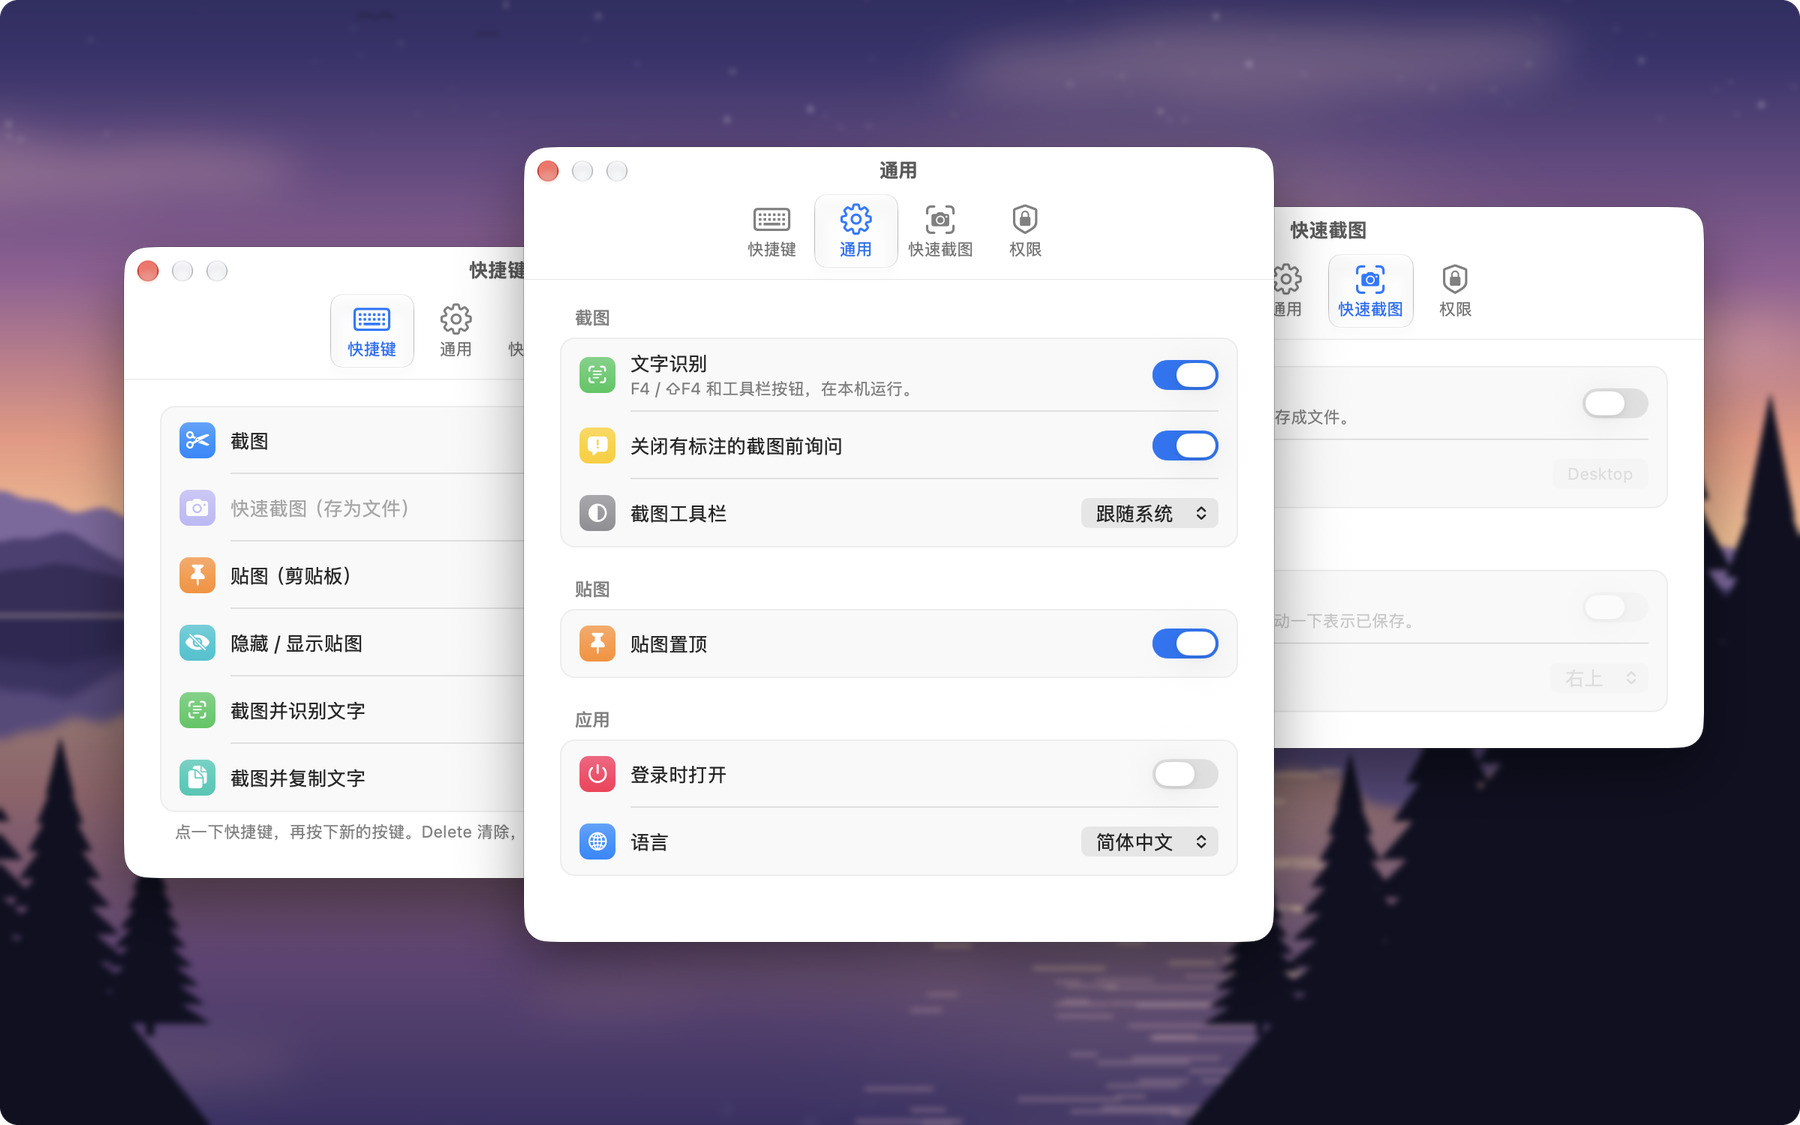 快捷键
快捷键
通用
快
截图
快速截图（存为文件）
贴图（剪贴板）
隐藏 / 显示贴图
截图并识别文字
截图并复制文字
点一下快捷键，再按下新的按键。Delete 清除，
通用
快捷键
通用
快速截图
权限
截图
文字识别
F4 / ⇧F4 和工具栏按钮，在本机运行。
关闭有标注的截图前询问
截图工具栏
跟随系统
贴图
贴图置顶
应用
登录时打开
语言
简体中文
快速截图
通用
快速截图
权限
存成文件。
Desktop
动一下表示已保存。
右上